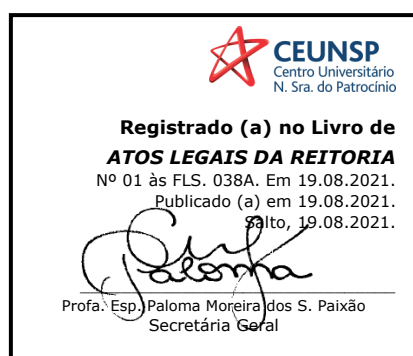 CEUNSP
Centro Universitário
N. Sra. do Patrocínio
Registrado (a) no Livro de
ATOS LEGAIS DA REITORIA
Nº 01 às FLS. 038A. Em 19.08.2021.
Publicado (a) em 19.08.2021.
Salto, 19.08.2021.
Paloma
Profa. Esp. Paloma Moreira dos S. Paixão
Secretária Geral